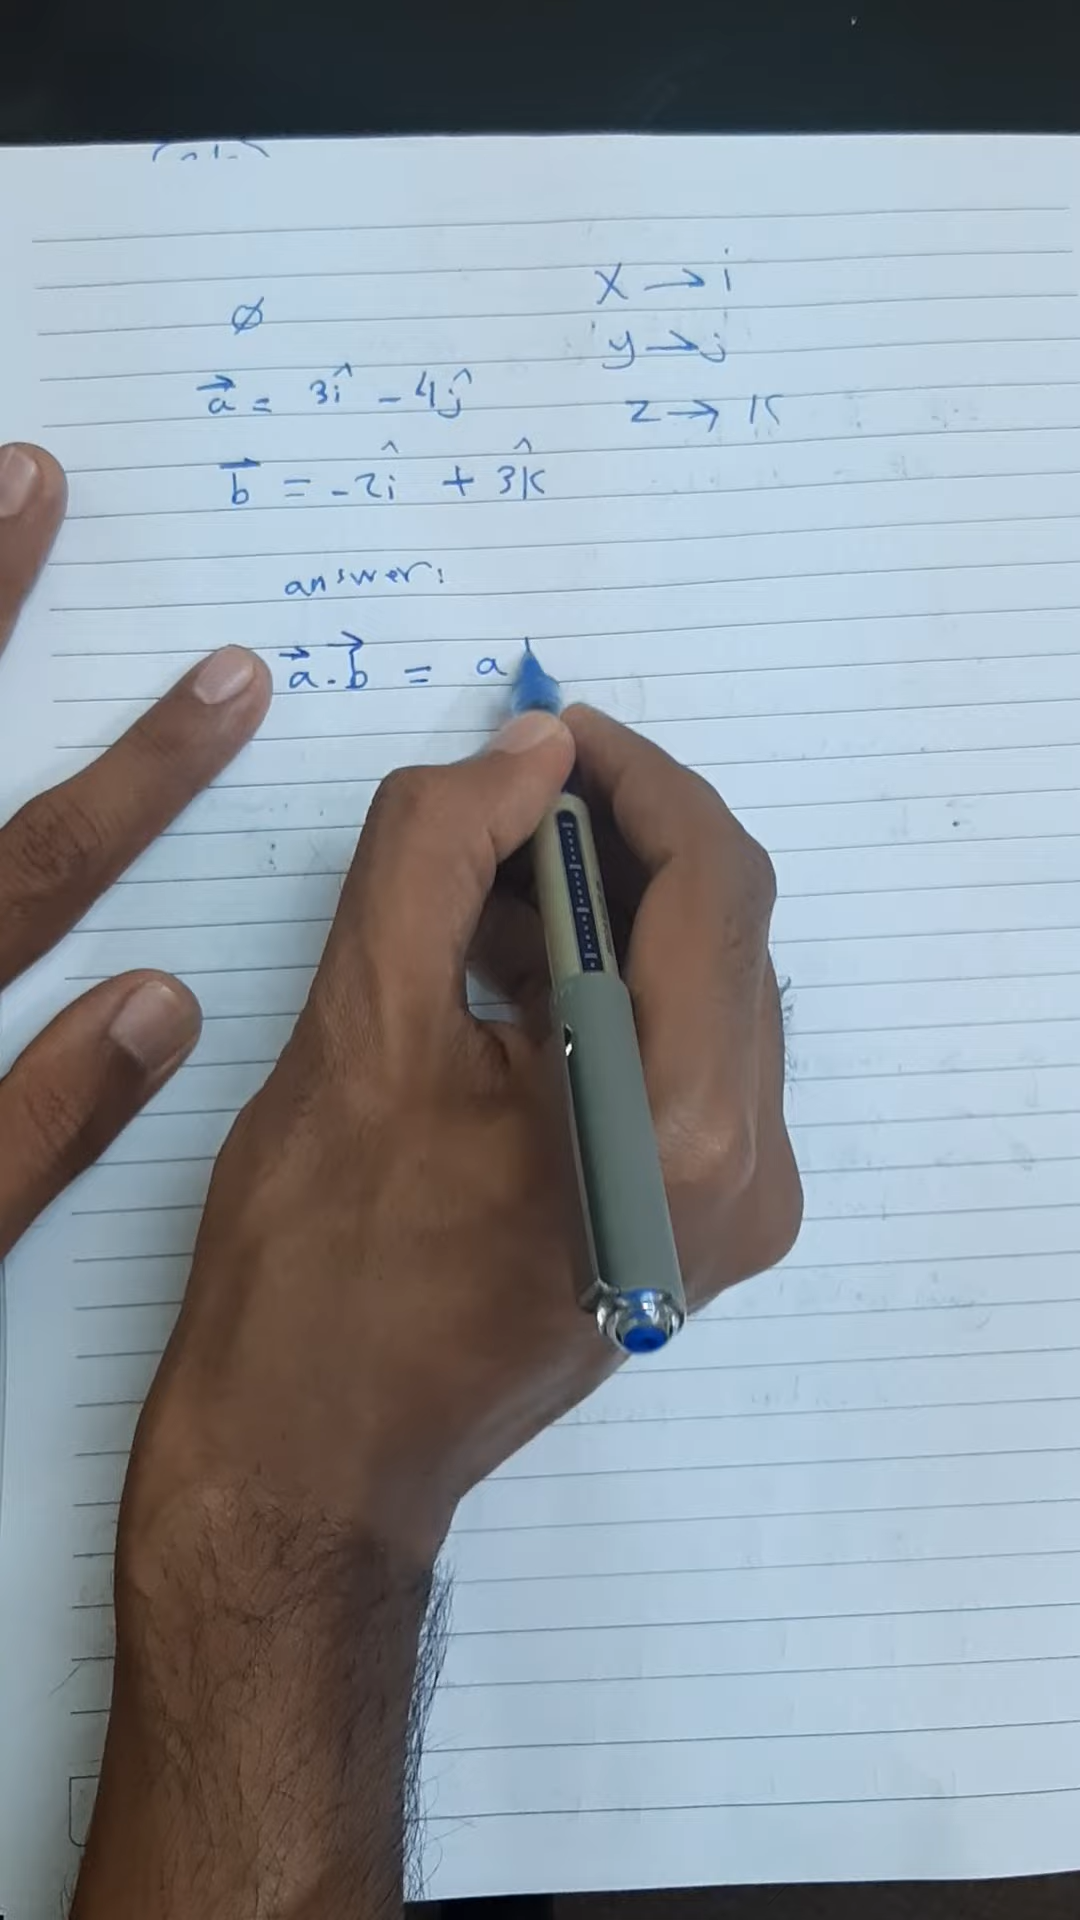 ∅
X → i
y → j
z → K
→a = 3î - 4ĵ
→b = -2î + 3k̂
answer:
→a . →b = a